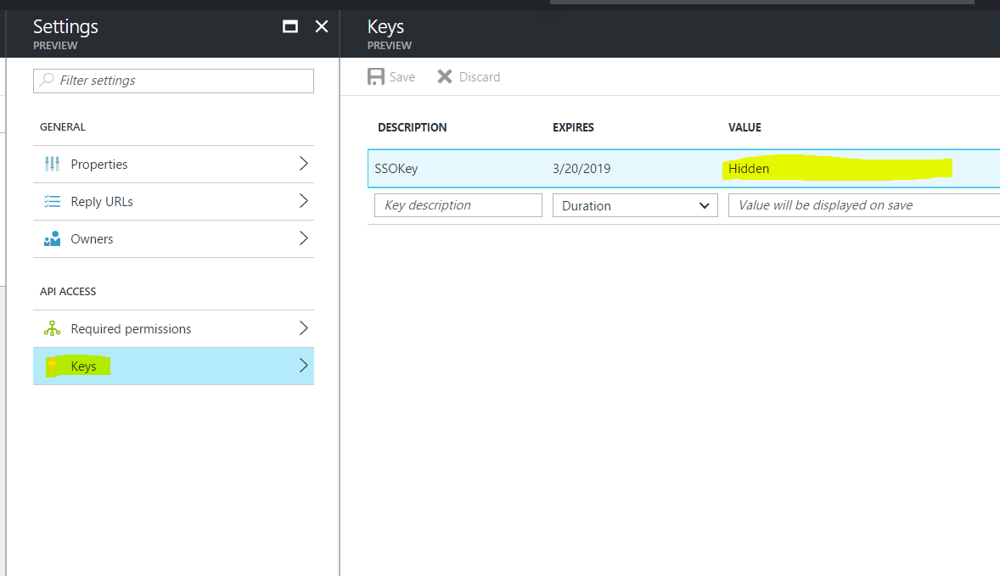 Settings
PREVIEW
Filter settings
GENERAL
Properties
Reply URLs
Owners
API ACCESS
Required permissions
Keys
Keys
PREVIEW
Save Discard
DESCRIPTION EXPIRES VALUE
SSOKey 3/20/2019 Hidden
Key description Duration Value will be displayed on save